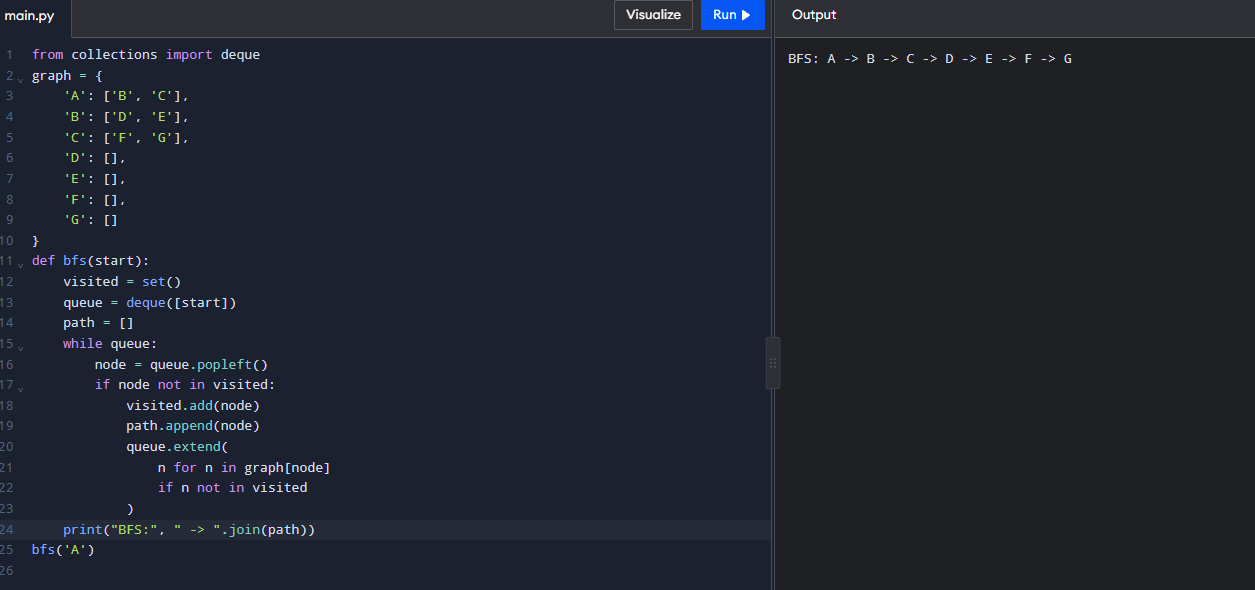 main.py Visualize Run Output
1 from collections import deque
2 graph = {
3     'A': ['B', 'C'],
4     'B': ['D', 'E'],
5     'C': ['F', 'G'],
6     'D': [],
7     'E': [],
8     'F': [],
9     'G': []
10 }
11 def bfs(start):
12     visited = set()
13     queue = deque([start])
14     path = []
15     while queue:
16         node = queue.popleft()
17         if node not in visited:
18             visited.add(node)
19             path.append(node)
20             queue.extend(
21                 n for n in graph[node]
22                 if n not in visited
23             )
24     print("BFS:", " -> ".join(path))
25 bfs('A')
26
BFS: A -> B -> C -> D -> E -> F -> G